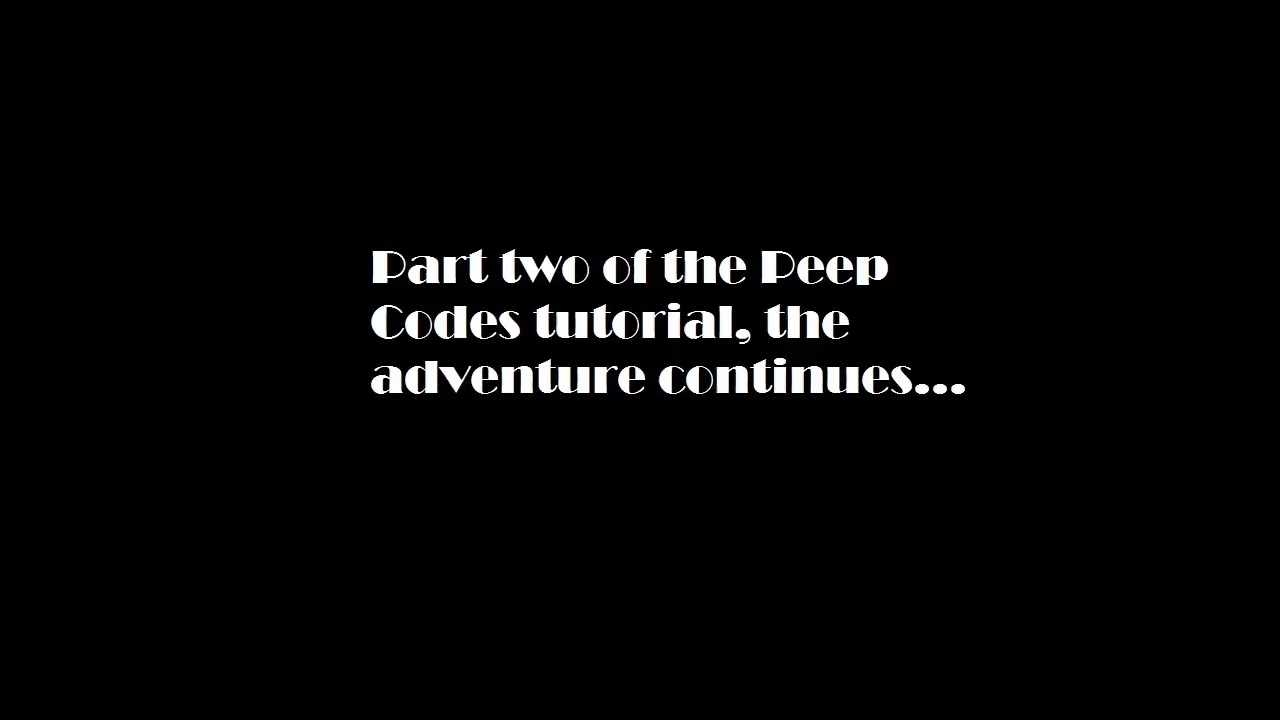 Part two of the Peep
Codes tutorial, the
adventure continues...